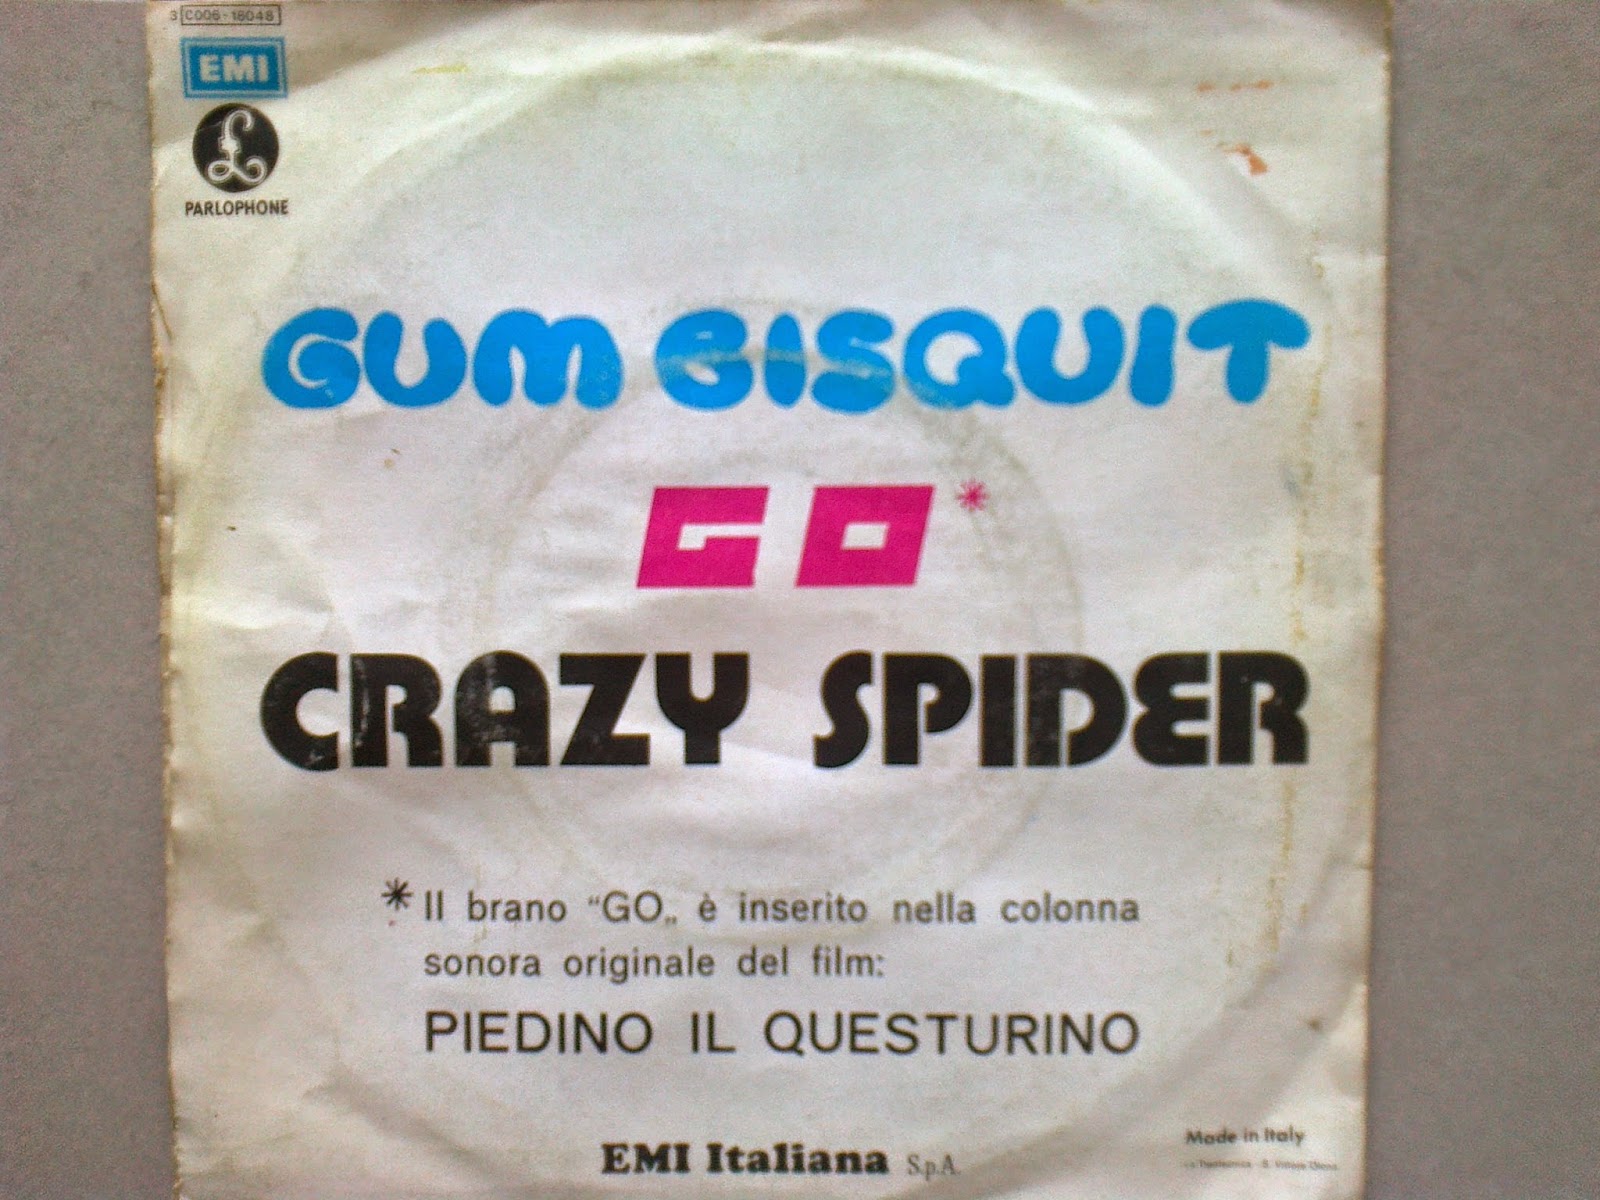 3 C006-18048
EMI
PARLOPHONE
GUM BISQUIT
GO*
CRAZY SPIDER
* Il brano “GO„ è inserito nella colonna
sonora originale del film:
PIEDINO IL QUESTURINO
Made in Italy
EMI Italiana S.p.A.